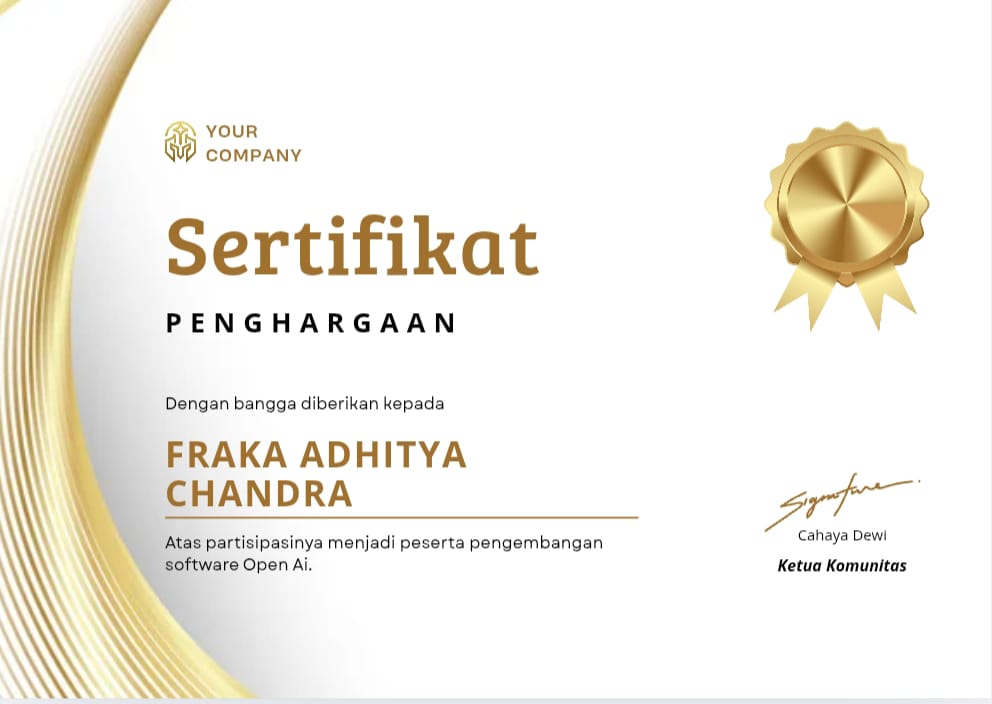 YOUR
COMPANY
Sertifikat
PENGHARGAAN
Dengan bangga diberikan kepada
FRAKA ADHITYA
CHANDRA
Atas partisipasinya menjadi peserta pengembangan
software Open Ai.
Signature
Cahaya Dewi
Ketua Komunitas